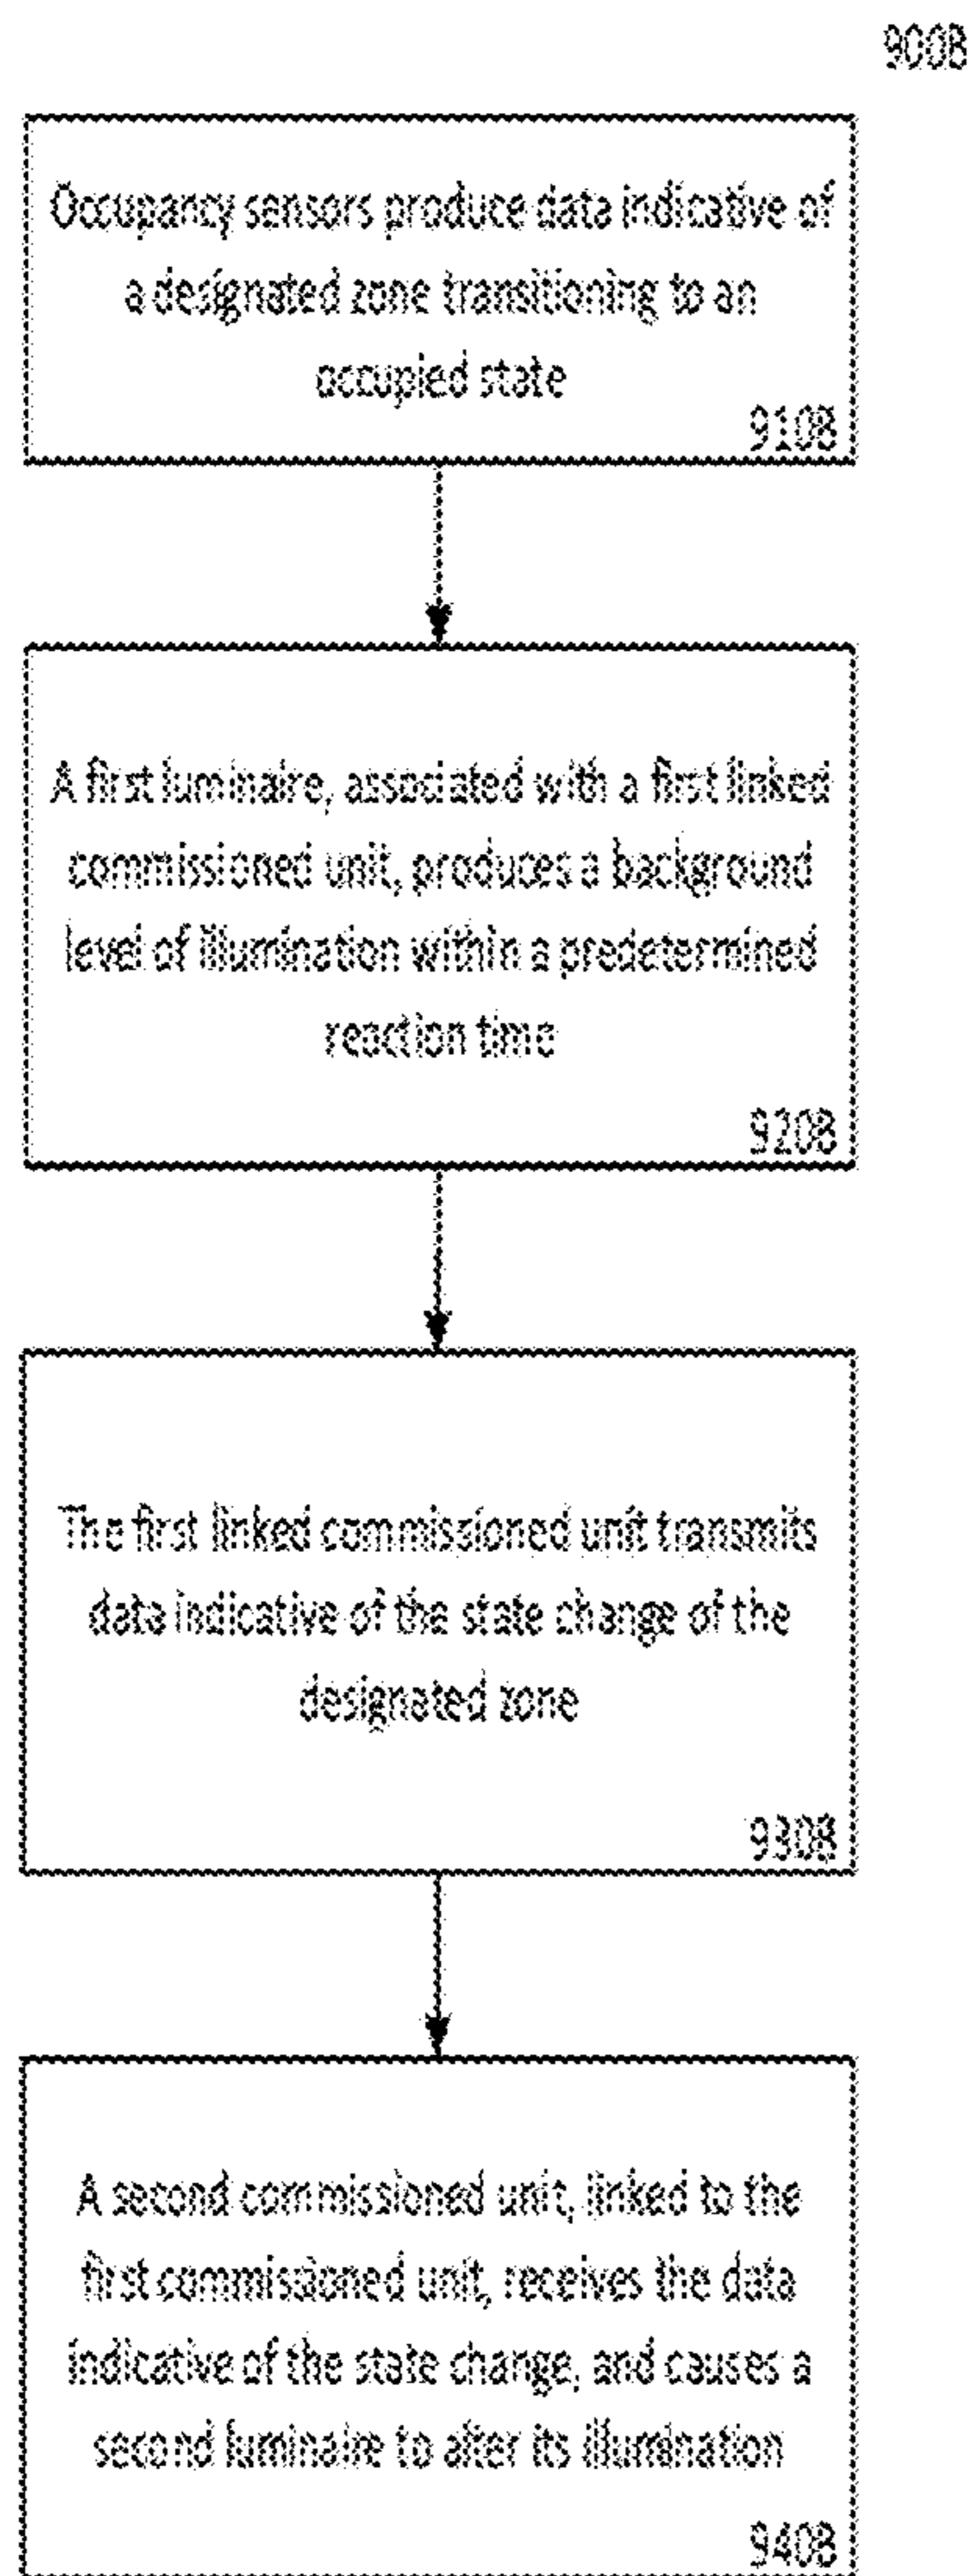 900B
Occupancy sensors produce data indicative of
a designated zone transitioning to an
occupied state
910B
A first luminaire, associated with a first linked
commissioned unit, produces a background
level of illumination within a predetermined
reaction time
920B
The first linked commissioned unit transmits
data indicative of the state change of the
designated zone
930B
A second commissioned unit, linked to the
first commissioned unit, receives the data
indicative of the state change, and causes a
second luminaire to alter its illumination
940B